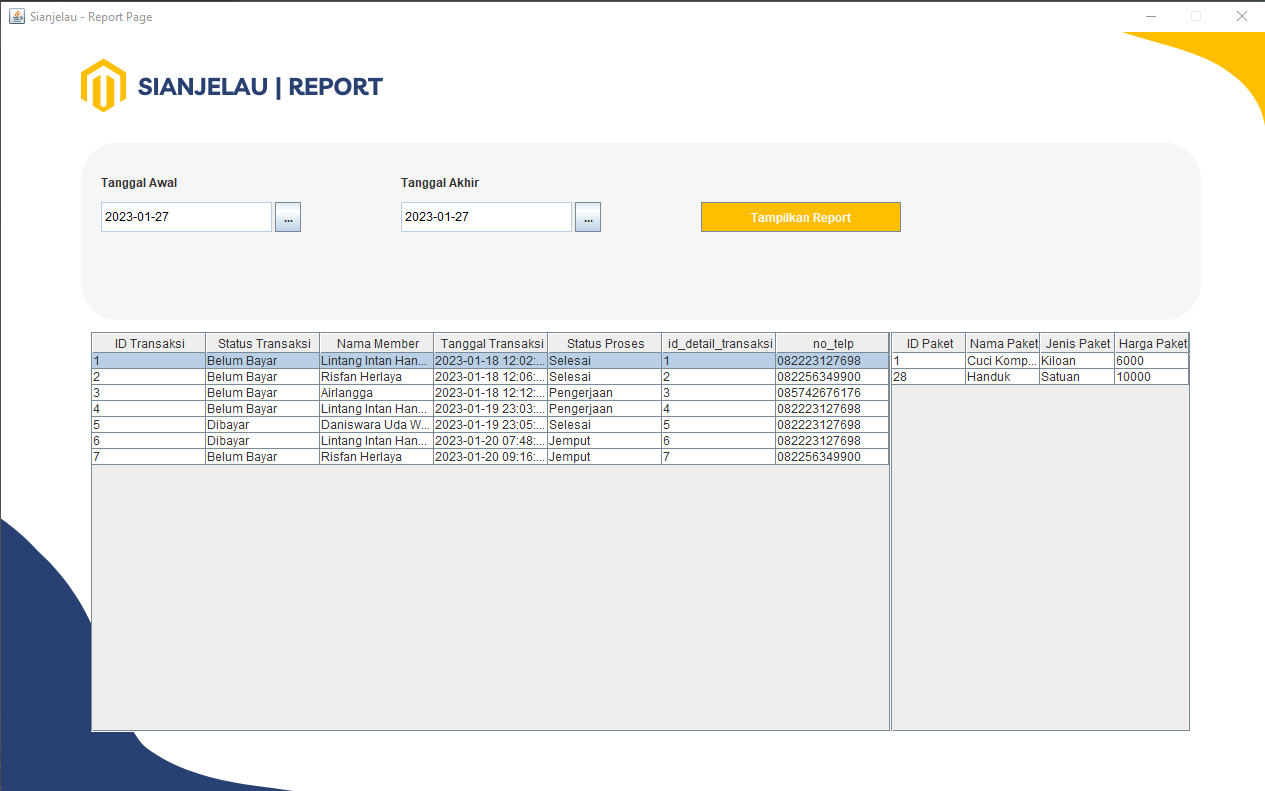 Sianjelau - Report Page
SIANJELAU | REPORT
Tanggal Awal Tanggal Akhir
2023-01-27 ... 2023-01-27 ... Tampilkan Report
ID Transaksi Status Transaksi Nama Member Tanggal Transaksi Status Proses id_detail_transaksi no_telp ID Paket Nama Paket Jenis Paket Harga Paket
1 Belum Bayar Lintang Intan Han... 2023-01-18 12:02:... Selesai 1 082223127698 1 Cuci Komp... Kiloan 6000
2 Belum Bayar Risfan Herlaya 2023-01-18 12:06:... Selesai 2 082256349900 28 Handuk Satuan 10000
3 Belum Bayar Airlangga 2023-01-18 12:12:... Pengerjaan 3 085742676176
4 Belum Bayar Lintang Intan Han... 2023-01-19 23:03:... Pengerjaan 4 082223127698
5 Dibayar Daniswara Uda W... 2023-01-19 23:05:... Selesai 5 082223127698
6 Dibayar Lintang Intan Han... 2023-01-20 07:48:... Jemput 6 082223127698
7 Belum Bayar Risfan Herlaya 2023-01-20 09:16:... Jemput 7 082256349900